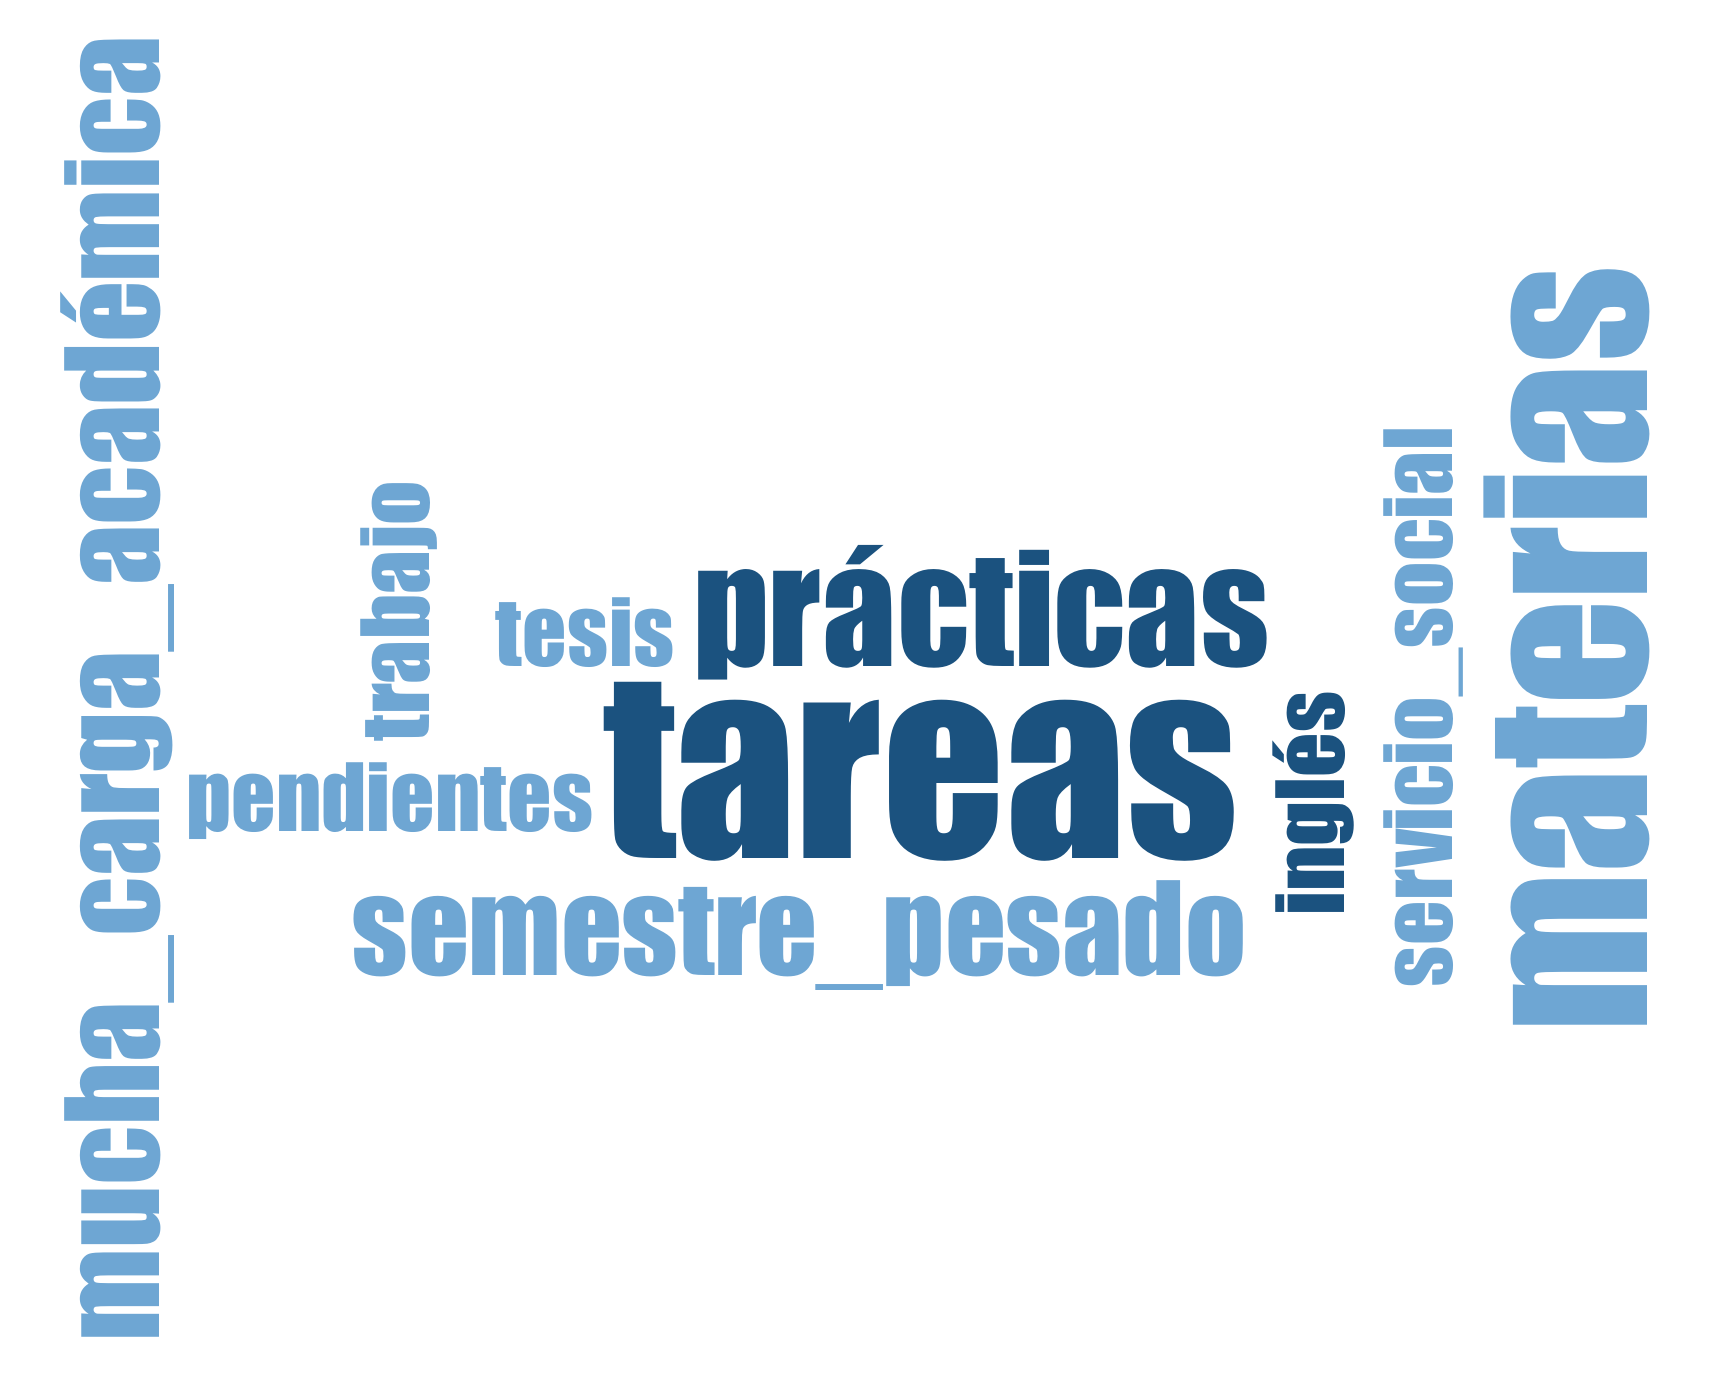 mucha_carga_académica
trabajo
tesis
prácticas
tareas
pendientes
semestre_pesado
inglés
servicio_social
materias